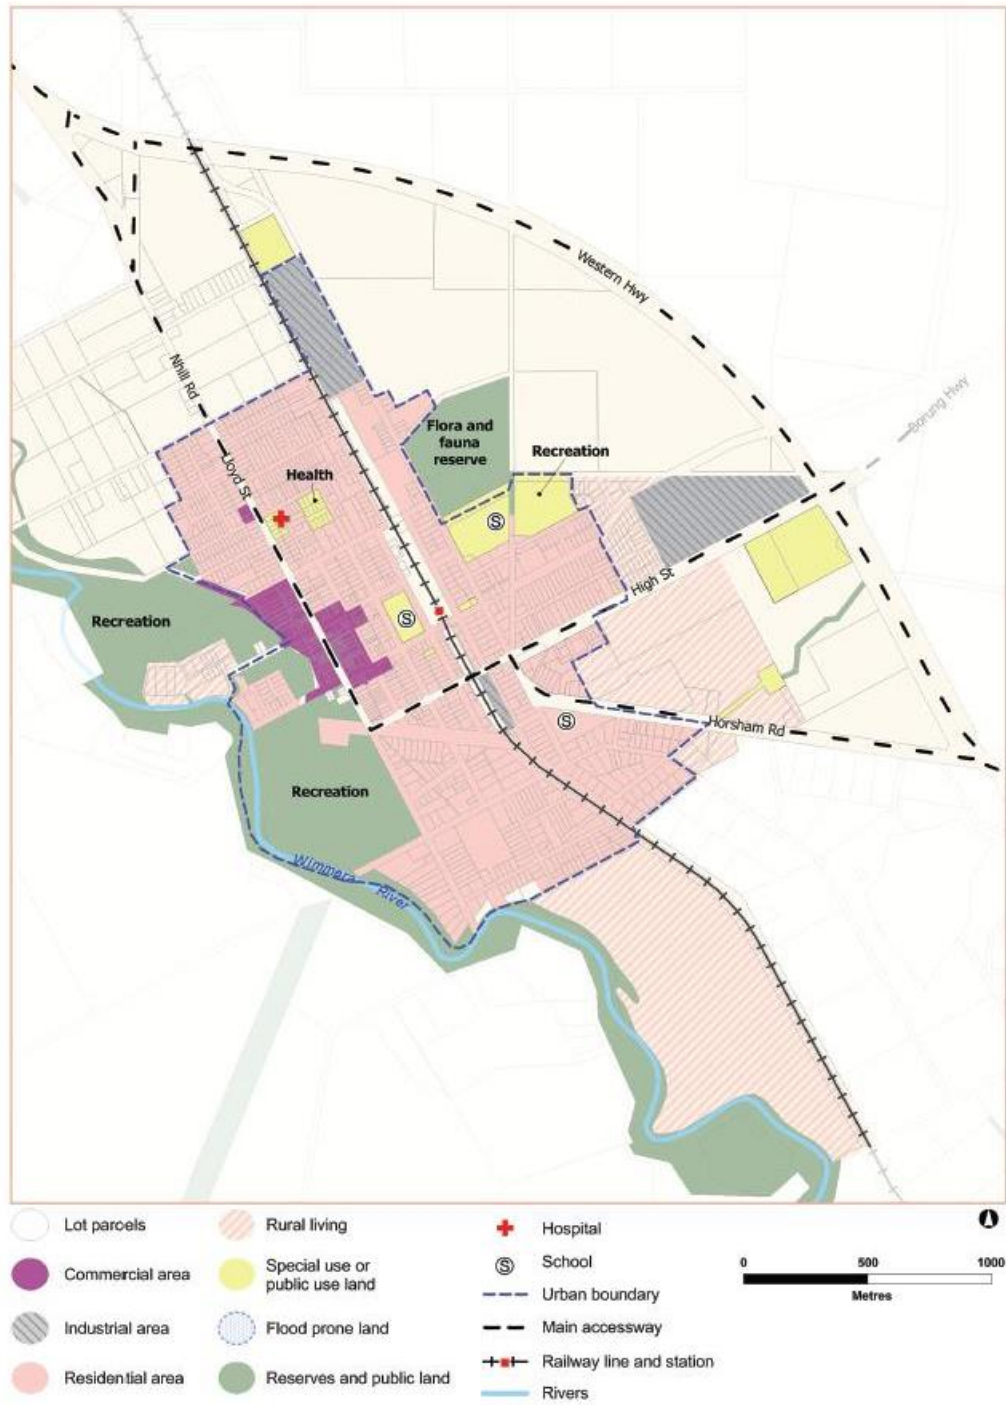 Western Hwy
Nhill Rd
Borung Hwy
Flora and
fauna
reserve
Recreation
Lloyd St
Health
S
High St
Recreation
S
S
Horsham Rd
Recreation
Wimmera River
Lot parcels
Commercial area
Industrial area
Residential area
Rural living
Special use or
public use land
Flood prone land
Reserves and public land
Hospital
S School
Urban boundary
Main accessway
Railway line and station
Rivers
0 500 1000
Metres